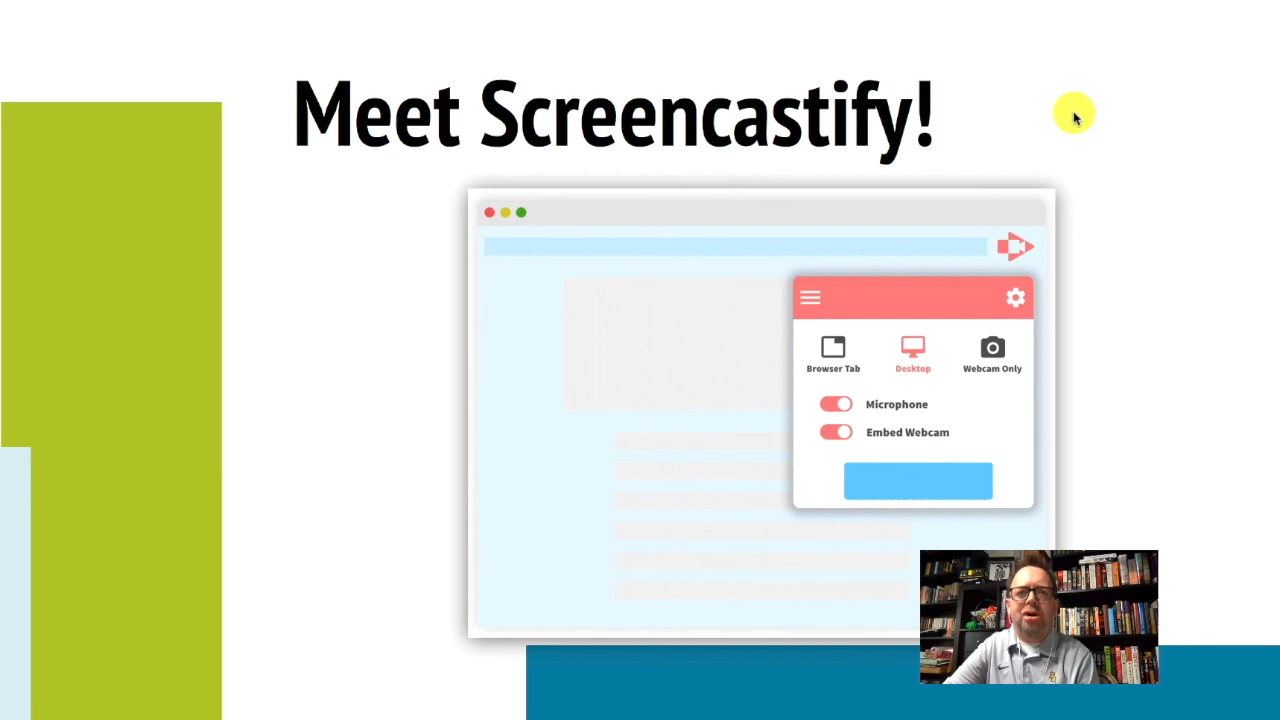 Meet Screencastify!
Browser Tab
Desktop
Webcam Only
Microphone
Embed Webcam